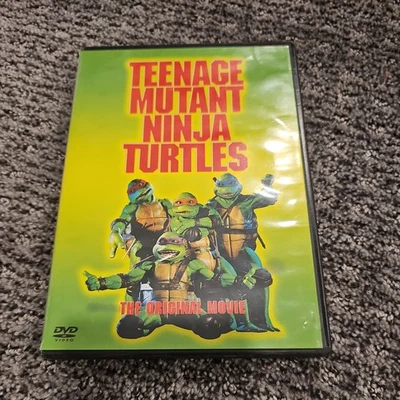 TEENAGE
MUTANT
NINJA
TURTLES
THE ORIGINAL MOVIE
DVD
VIDEO